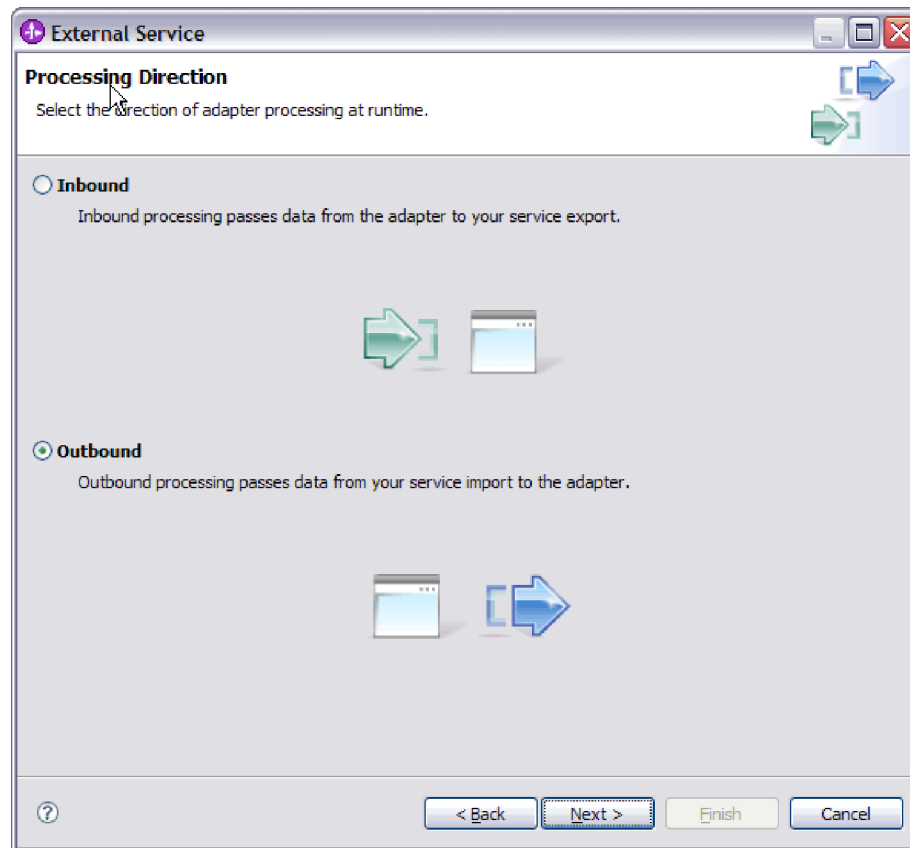 External Service
Processing Direction
Select the direction of adapter processing at runtime.
Inbound
Inbound processing passes data from the adapter to your service export.
Outbound
Outbound processing passes data from your service import to the adapter.
? < Back Next > Finish Cancel